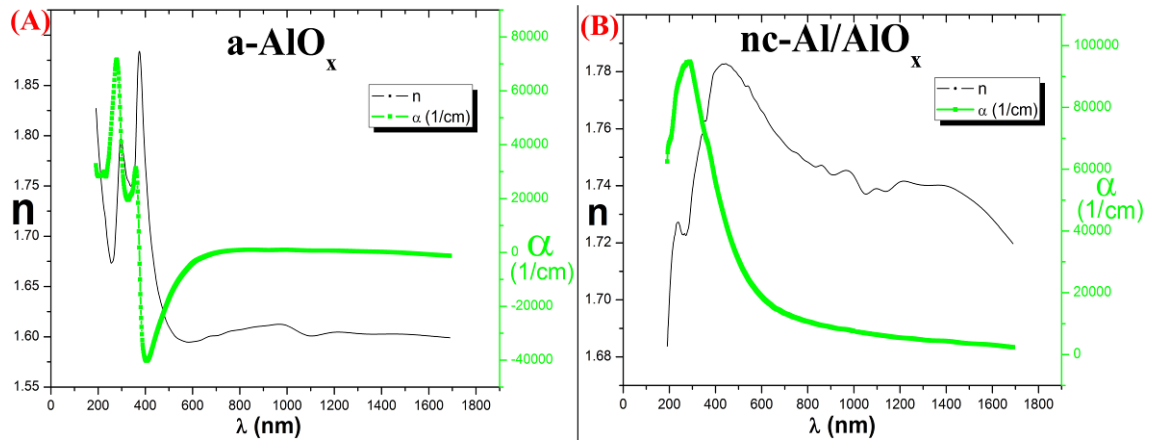 (A)
a-AlOx
n
α (1/cm)
1.85
1.80
1.75
1.70
1.65
1.60
1.55
n
80000
60000
40000
20000
0
-20000
-40000
α
(1/cm)
0 200 400 600 800 1000 1200 1400 1600 1800
λ (nm)
(B)
nc-Al/AlOx
n
α (1/cm)
1.78
1.76
1.74
1.72
1.70
1.68
n
100000
80000
60000
40000
20000
0
α
(1/cm)
0 200 400 600 800 1000 1200 1400 1600 1800
λ (nm)